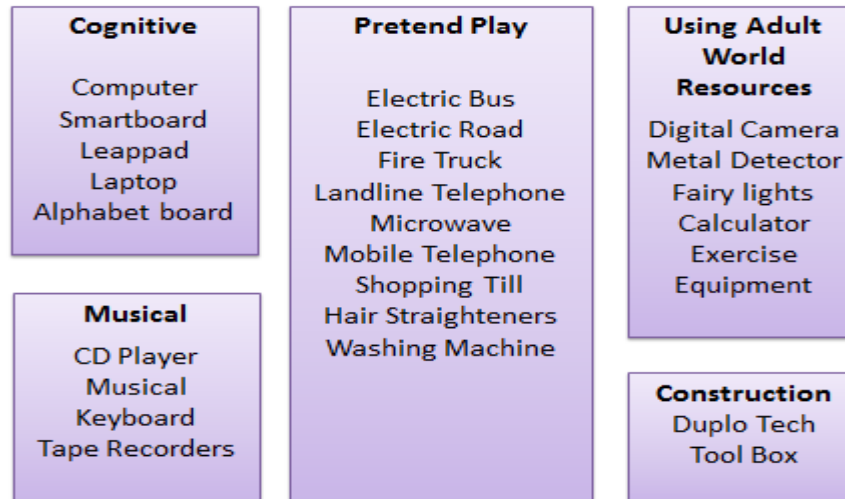 Cognitive
Computer
Smartboard
Leappad
Laptop
Alphabet board
Musical
CD Player
Musical
Keyboard
Tape Recorders
Pretend Play
Electric Bus
Electric Road
Fire Truck
Landline Telephone
Microwave
Mobile Telephone
Shopping Till
Hair Straighteners
Washing Machine
Using Adult
World
Resources
Digital Camera
Metal Detector
Fairy lights
Calculator
Exercise
Equipment
Construction
Duplo Tech
Tool Box